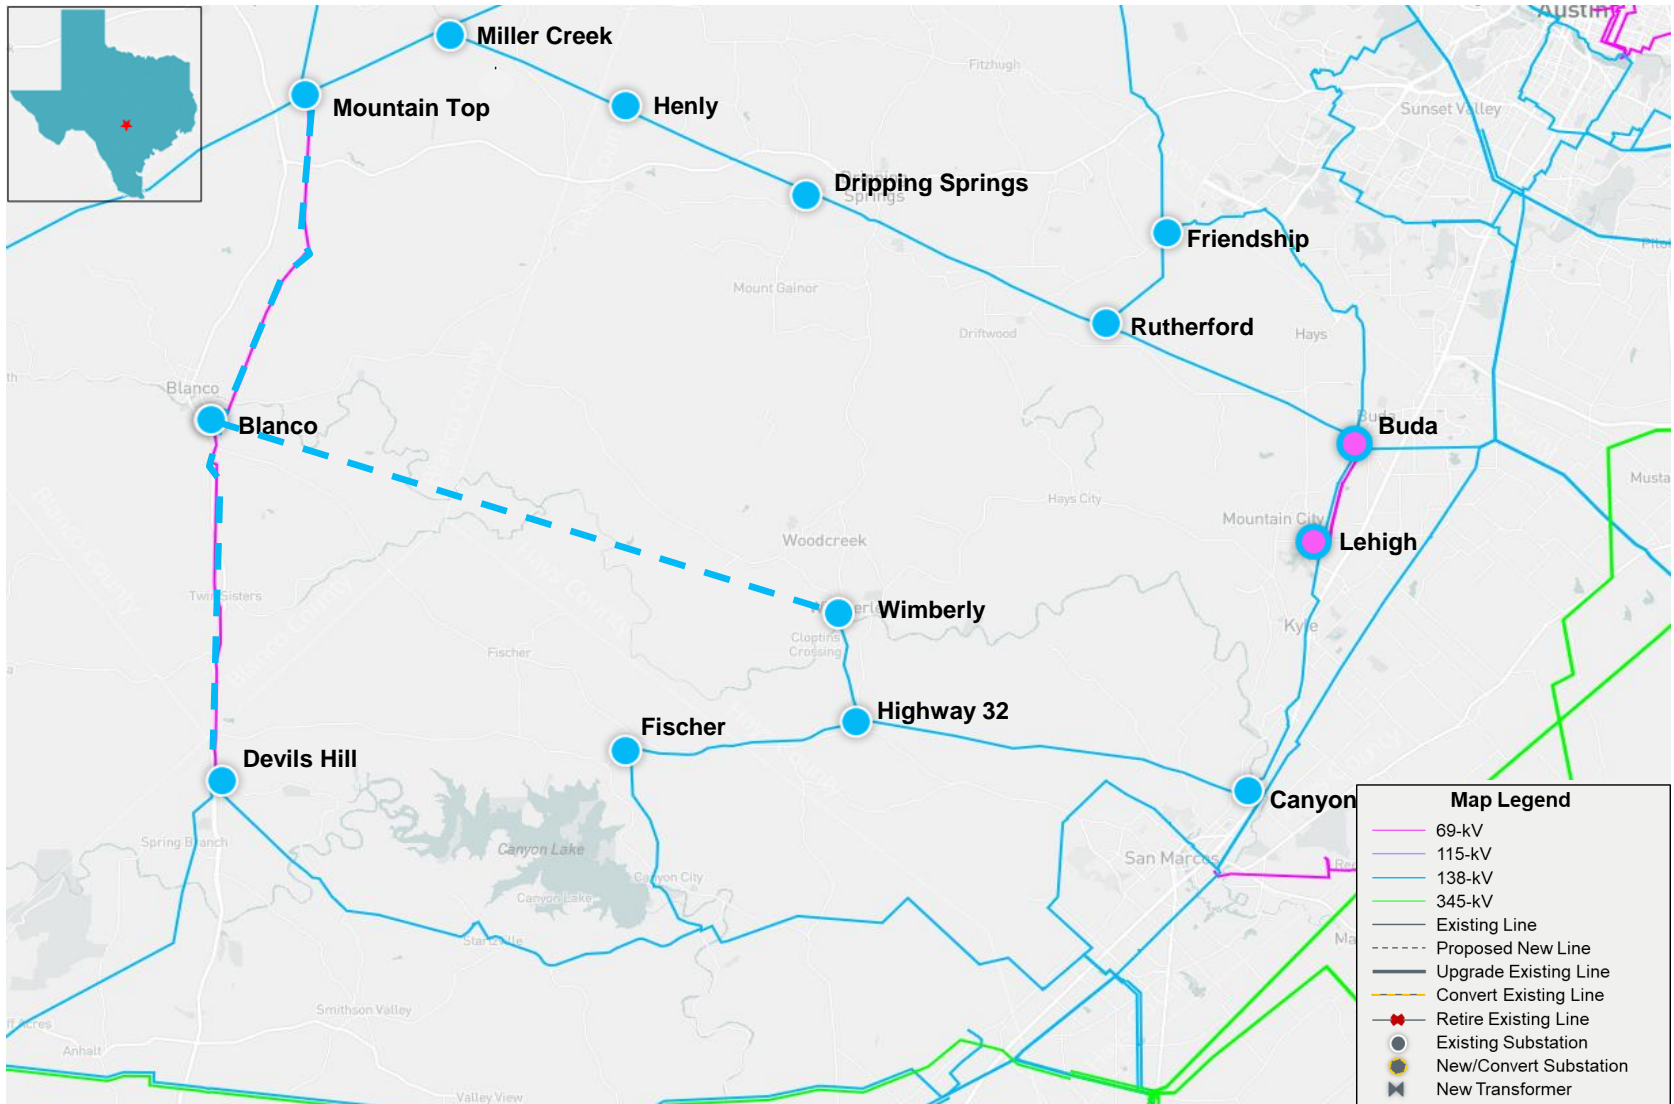 Austin
Miller Creek
Fitzhugh
Henly
Mountain Top
Sunset Valley
Dripping Springs
Springs
Friendship
Mount Gainor
Rutherford
Driftwood
Hays
Blanco
Blanco
Buda
Buda
Musta
Hays City
Mountain City
Woodcreek
Lehigh
Twin Sisters
Wimberly
Cloptins
Crossing
Kyle
Fischer
Highway 32
Fischer
Devils Hill
Canyon
Spring Branch
Canyon Lake
San Marcos
Canyon City
Canyon Lake
Startzville
Smithson Valley
Anhalt
Valley View
Map Legend
69-kV
115-kV
138-kV
345-kV
Existing Line
Proposed New Line
Upgrade Existing Line
Convert Existing Line
Retire Existing Line
Existing Substation
New/Convert Substation
New Transformer